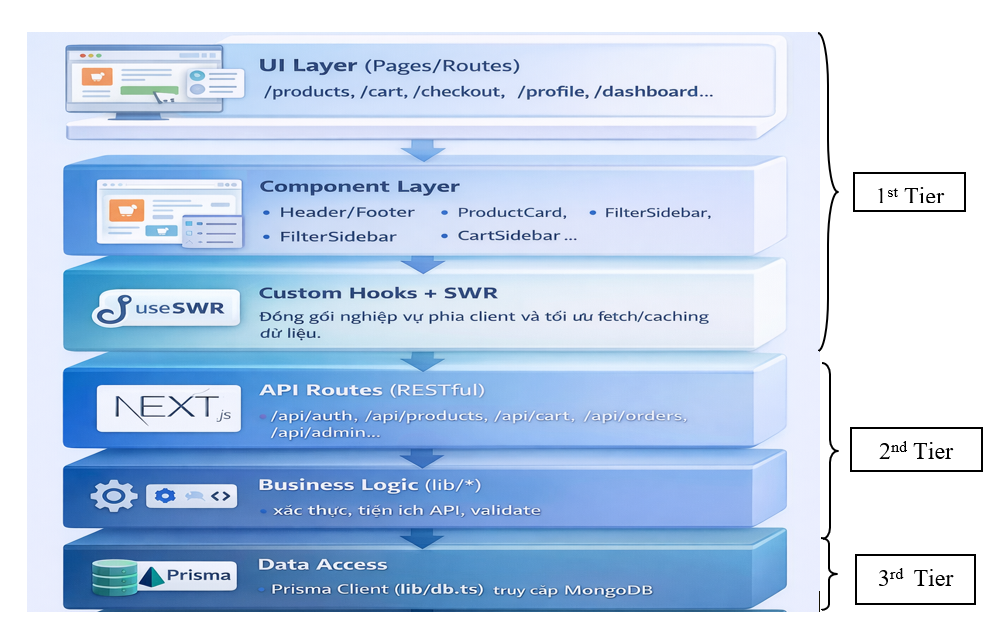 UI Layer (Pages/Routes)
/products, /cart, /checkout, /profile, /dashboard...
Component Layer
• Header/Footer • ProductCard, • FilterSidebar,
• FilterSidebar • CartSidebar ...
1st Tier
useSWR
Custom Hooks + SWR
Đóng gói nghiệp vụ phía client và tối ưu fetch/caching
dữ liệu.
NEXT.js
API Routes (RESTful)
• /api/auth, /api/products, /api/cart, /api/orders,
/api/admin...
2nd Tier
Business Logic (lib/*)
• xác thực, tiện ích API, validate
Prisma
Data Access
• Prisma Client (lib/db.ts) truy cập MongoDB
3rd Tier